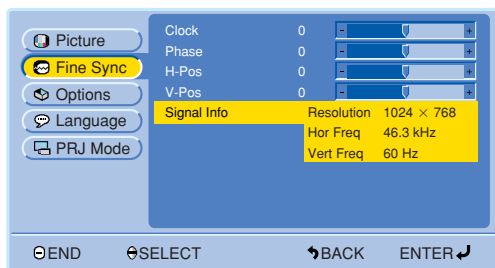 Picture
Fine Sync
Options
Language
PRJ Mode
Clock 0 - +
Phase 0 - +
H-Pos 0 - +
V-Pos 0 - +
Signal Info Resolution 1024 × 768
Hor Freq 46.3 kHz
Vert Freq 60 Hz
END SELECT BACK ENTER